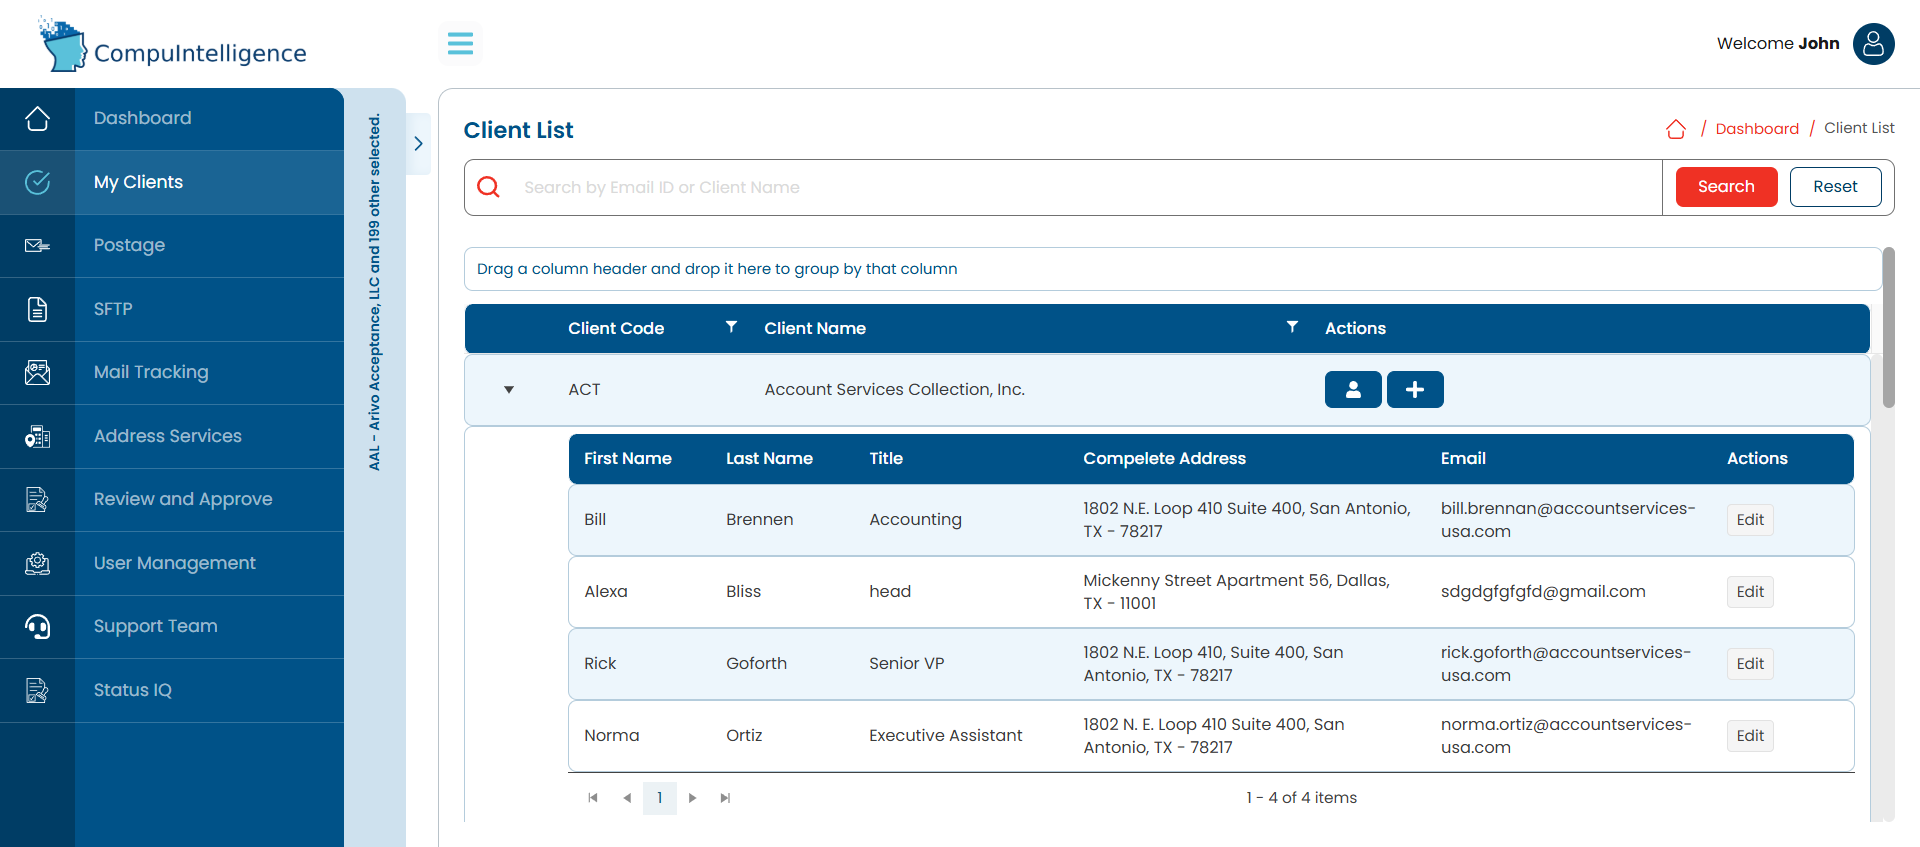 CompuIntelligence
Welcome John
Dashboard
My Clients
Postage
SFTP
Mail Tracking
Address Services
Review and Approve
User Management
Support Team
Status IQ
AAL - Arivo Acceptance, LLC and 199 other selected.
Client List
/ Dashboard / Client List
Search by Email ID or Client Name
Search
Reset
Drag a column header and drop it here to group by that column
Client Code Client Name Actions
ACT Account Services Collection, Inc.
First Name Last Name Title Compelete Address Email Actions
Bill Brennen Accounting 1802 N.E. Loop 410 Suite 400, San Antonio, bill.brennan@accountservices- Edit
TX - 78217 usa.com
Alexa Bliss head Mickenny Street Apartment 56, Dallas, sdgdgfgfgfd@gmail.com Edit
TX - 11001
Rick Goforth Senior VP 1802 N.E. Loop 410, Suite 400, San rick.goforth@accountservices- Edit
Antonio, TX - 78217 usa.com
Norma Ortiz Executive Assistant 1802 N. E. Loop 410 Suite 400, San norma.ortiz@accountservices- Edit
Antonio, TX - 78217 usa.com
1 1 - 4 of 4 items